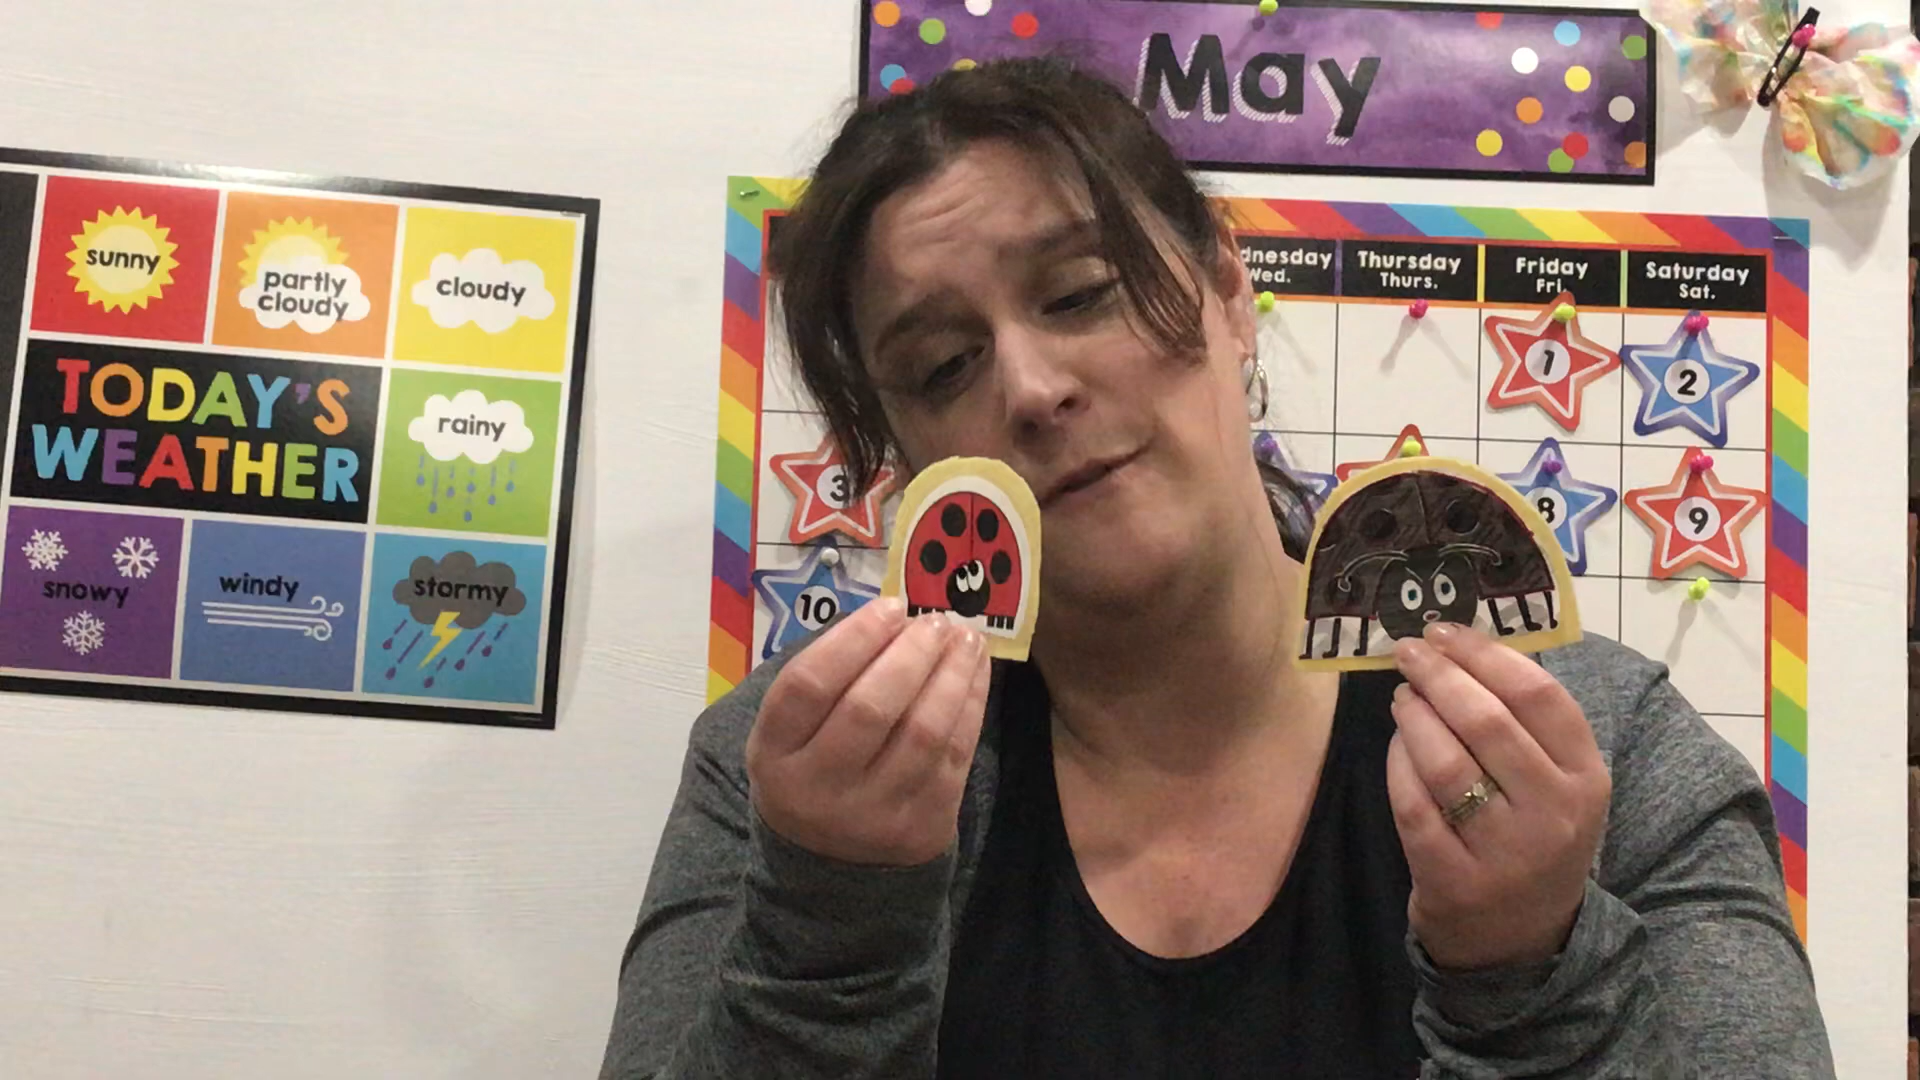 May
sunny
partly
cloudy
cloudy
TODAY'S
WEATHER
rainy
snowy
windy
stormy
Thursday
Thurs.
Friday
Fri.
Saturday
Sat.
1
2
3
8
9
10